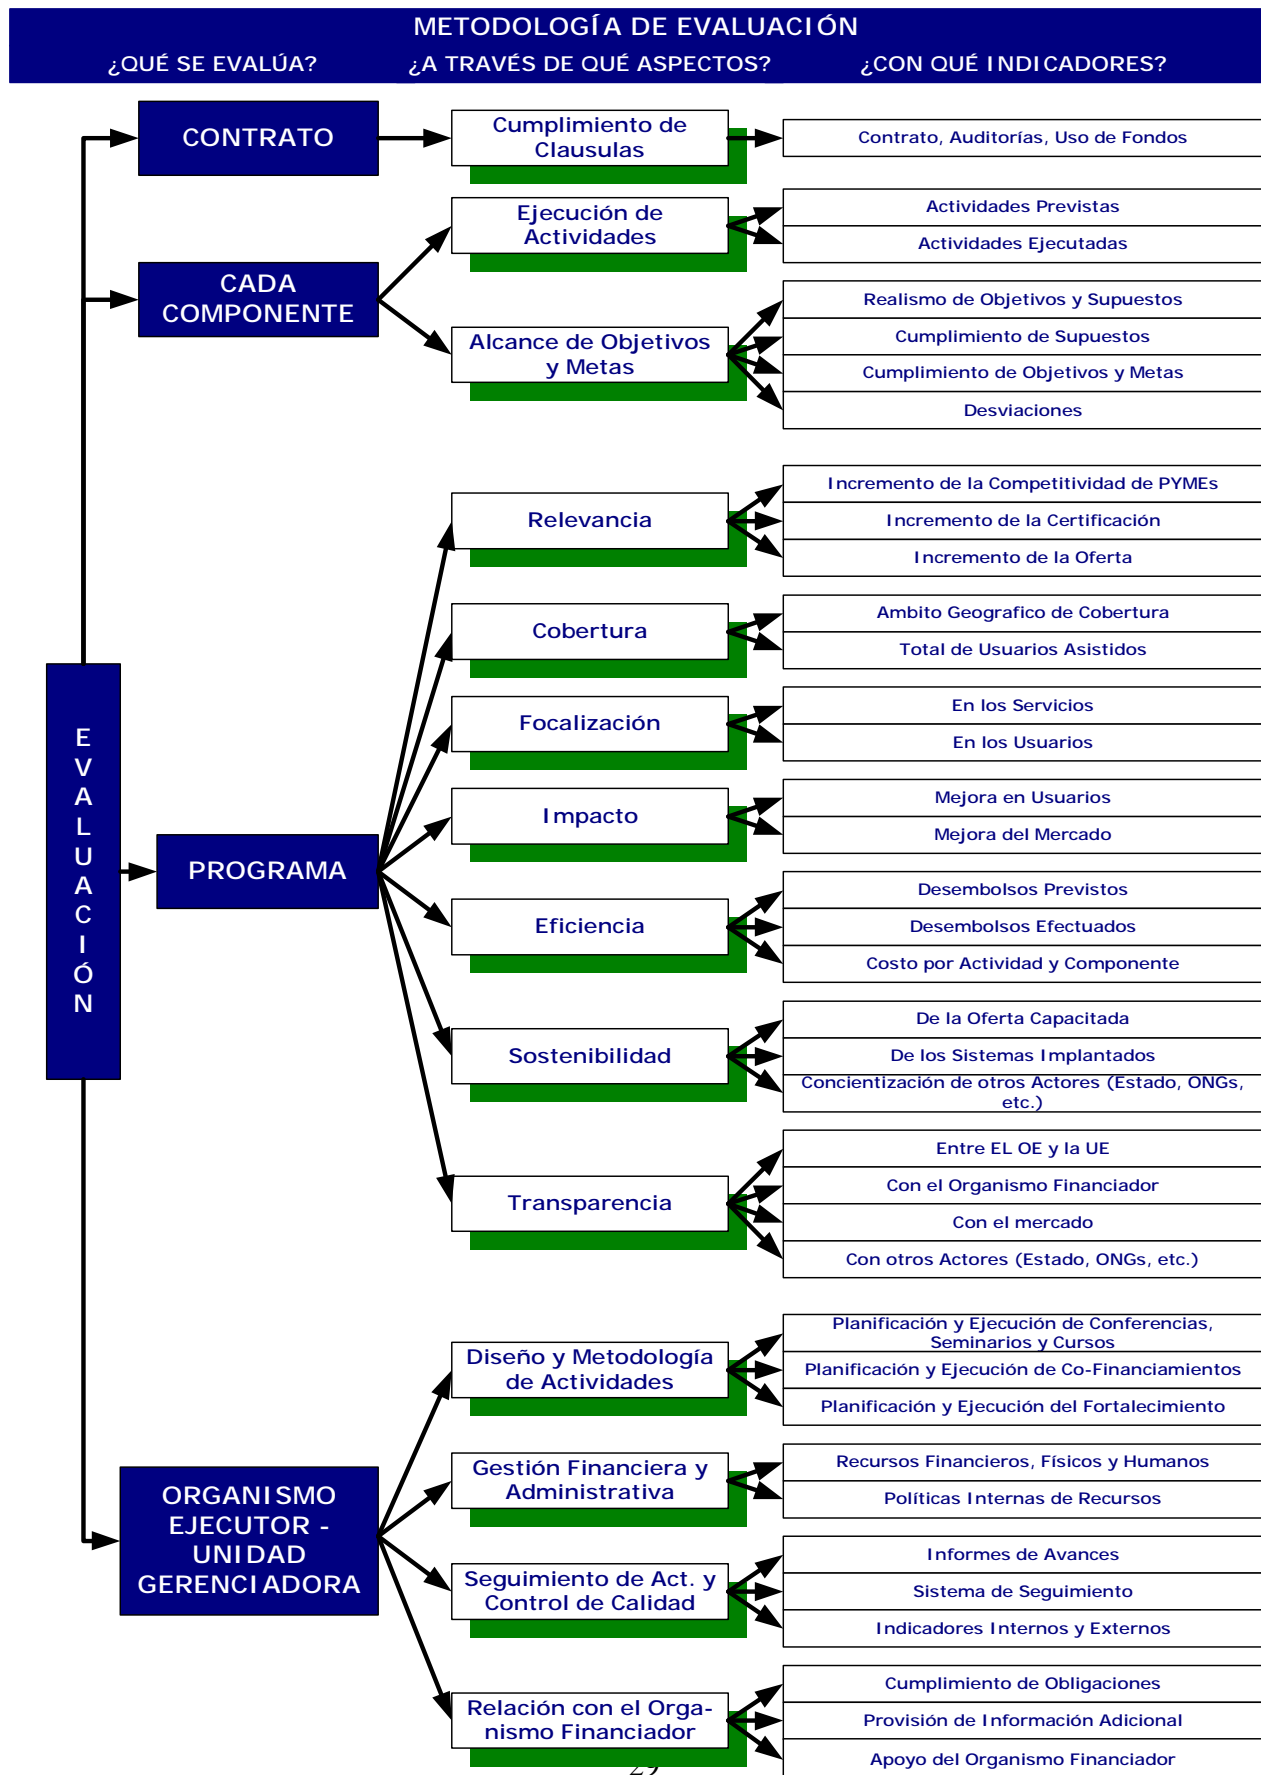 METODOLOGÍA DE EVALUACIÓN
¿QUÉ SE EVALÚA?
¿A TRAVÉS DE QUÉ ASPECTOS?
¿CON QUÉ INDICADORES?
EVALUACIÓN
CONTRATO
Cumplimiento de
Clausulas
Contrato, Auditorías, Uso de Fondos
CADA
COMPONENTE
Ejecución de
Actividades
Actividades Previstas
Actividades Ejecutadas
Alcance de Objetivos
y Metas
Realismo de Objetivos y Supuestos
Cumplimiento de Supuestos
Cumplimiento de Objetivos y Metas
Desviaciones
PROGRAMA
Relevancia
Incremento de la Competitividad de PYMEs
Incremento de la Certificación
Incremento de la Oferta
Cobertura
Ambito Geografico de Cobertura
Total de Usuarios Asistidos
Focalización
En los Servicios
En los Usuarios
Impacto
Mejora en Usuarios
Mejora del Mercado
Eficiencia
Desembolsos Previstos
Desembolsos Efectuados
Costo por Actividad y Componente
Sostenibilidad
De la Oferta Capacitada
De los Sistemas Implantados
Concientización de otros Actores (Estado, ONGs,
etc.)
Transparencia
Entre EL OE y la UE
Con el Organismo Financiador
Con el mercado
Con otros Actores (Estado, ONGs, etc.)
ORGANISMO
EJECUTOR -
UNIDAD
GERENCIADORA
Diseño y Metodología
de Actividades
Planificación y Ejecución de Conferencias,
Seminarios y Cursos
Planificación y Ejecución de Co-Financiamientos
Planificación y Ejecución del Fortalecimiento
Gestión Financiera y
Administrativa
Recursos Financieros, Físicos y Humanos
Políticas Internas de Recursos
Seguimiento de Act. y
Control de Calidad
Informes de Avances
Sistema de Seguimiento
Indicadores Internos y Externos
Relación con el Orga-
nismo Financiador
Cumplimiento de Obligaciones
Provisión de Información Adicional
Apoyo del Organismo Financiador
29